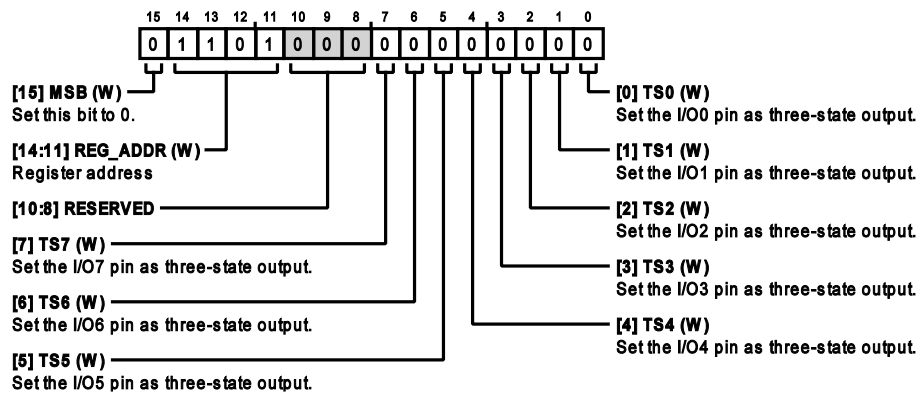 15 14 13 12 11 10 9 8 7 6 5 4 3 2 1 0
0 1 1 0 1 0 0 0 0 0 0 0 0 0 0 0
[15] MSB (W)
Set this bit to 0.
[14:11] REG_ADDR (W)
Register address
[10:8] RESERVED
[7] TS7 (W)
Set the I/O7 pin as three-state output.
[6] TS6 (W)
Set the I/O6 pin as three-state output.
[5] TS5 (W)
Set the I/O5 pin as three-state output.
[0] TS0 (W)
Set the I/O0 pin as three-state output.
[1] TS1 (W)
Set the I/O1 pin as three-state output.
[2] TS2 (W)
Set the I/O2 pin as three-state output.
[3] TS3 (W)
Set the I/O3 pin as three-state output.
[4] TS4 (W)
Set the I/O4 pin as three-state output.